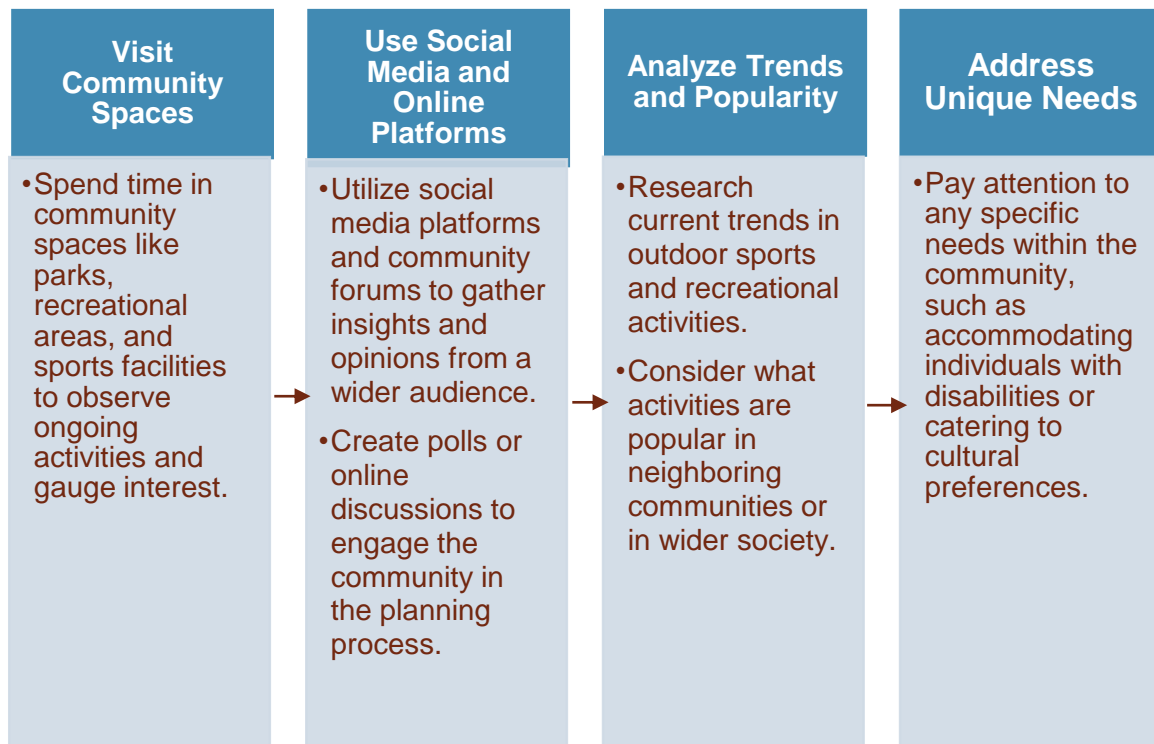 Visit
Community
Spaces
•Spend time in
community
spaces like
parks,
recreational
areas, and
sports facilities
to observe
ongoing
activities and
gauge interest.
Use Social
Media and
Online
Platforms
•Utilize social
media platforms
and community
forums to gather
insights and
opinions from a
wider audience.
•Create polls or
online
discussions to
engage the
community in
the planning
process.
Analyze Trends
and Popularity
•Research
current trends in
outdoor sports
and recreational
activities.
•Consider what
activities are
popular in
neighboring
communities or
in wider society.
Address
Unique Needs
•Pay attention to
any specific
needs within the
community,
such as
accommodating
individuals with
disabilities or
catering to
cultural
preferences.